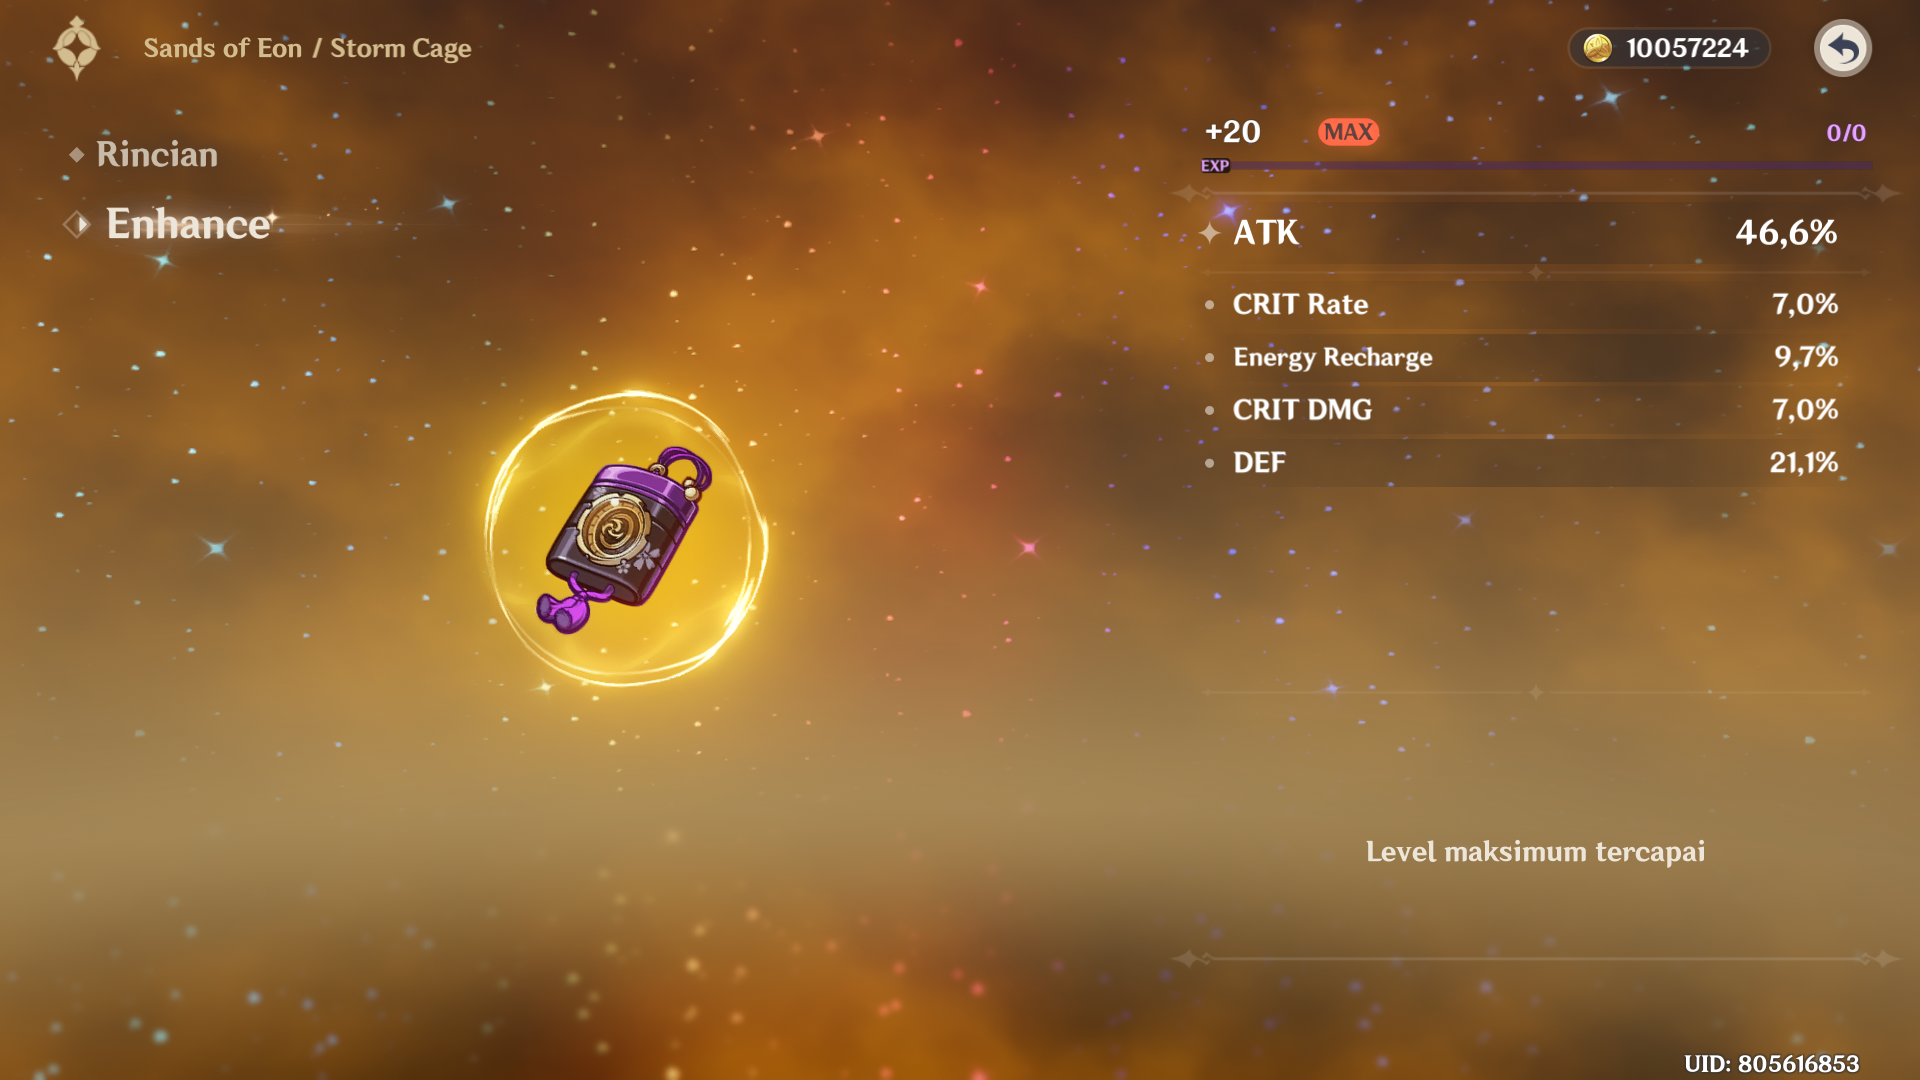 Sands of Eon / Storm Cage
10057224
Rincian
Enhance
+20 MAX 0/0
EXP
ATK 46,6%
CRIT Rate 7,0%
Energy Recharge 9,7%
CRIT DMG 7,0%
DEF 21,1%
Level maksimum tercapai
UID: 805616853